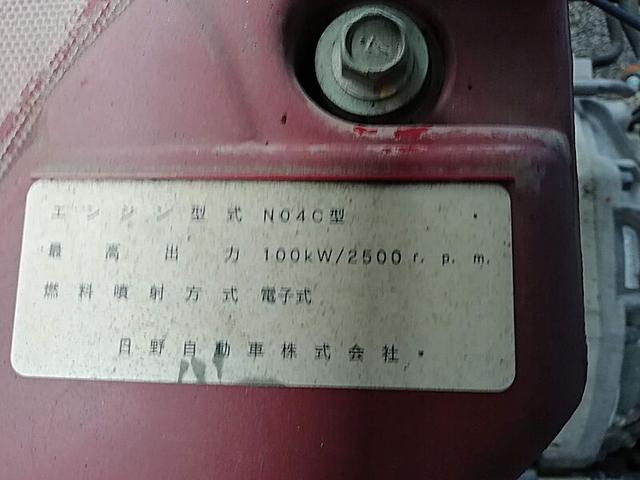 エンジン型式 N04C型
最高出力 100kW/2500 r. p. m.
燃料噴射方式 電子式
日野自動車株式会社